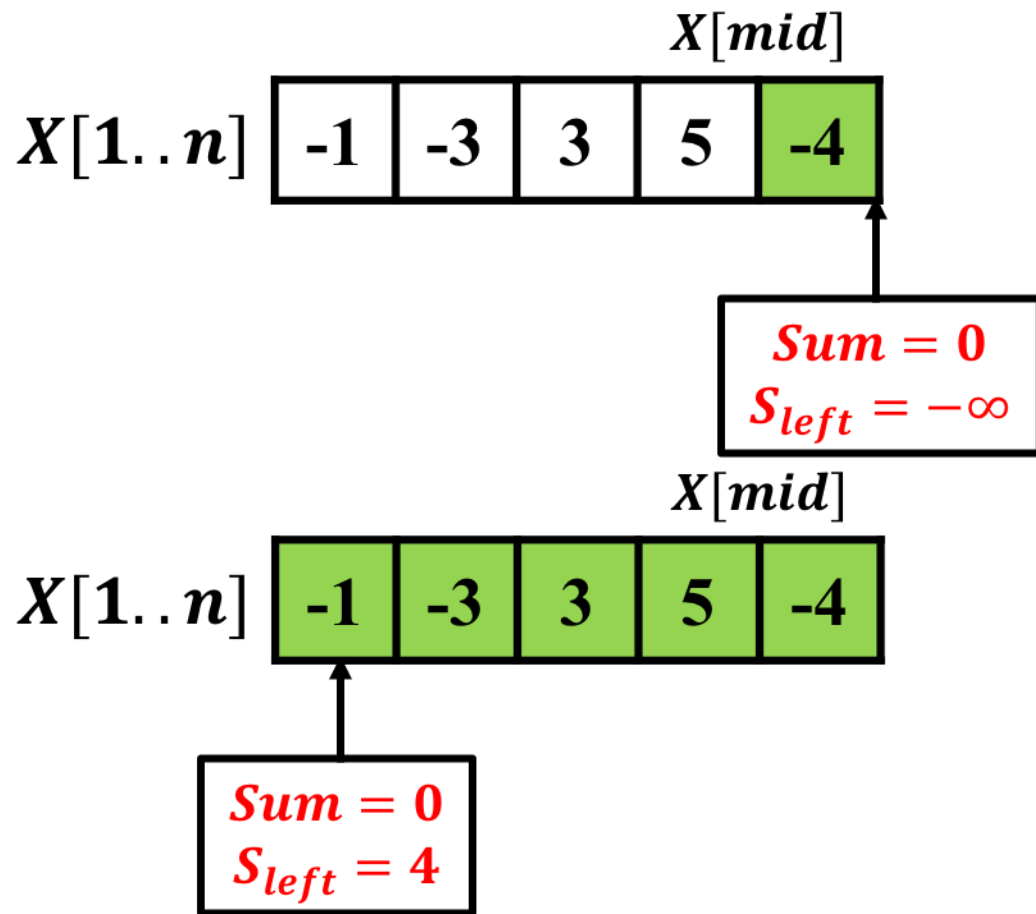 X[mid]
X[1..n] -1 -3 3 5 -4
Sum = 0
S_left = −∞
X[mid]
X[1..n] -1 -3 3 5 -4
Sum = 0
S_left = 4